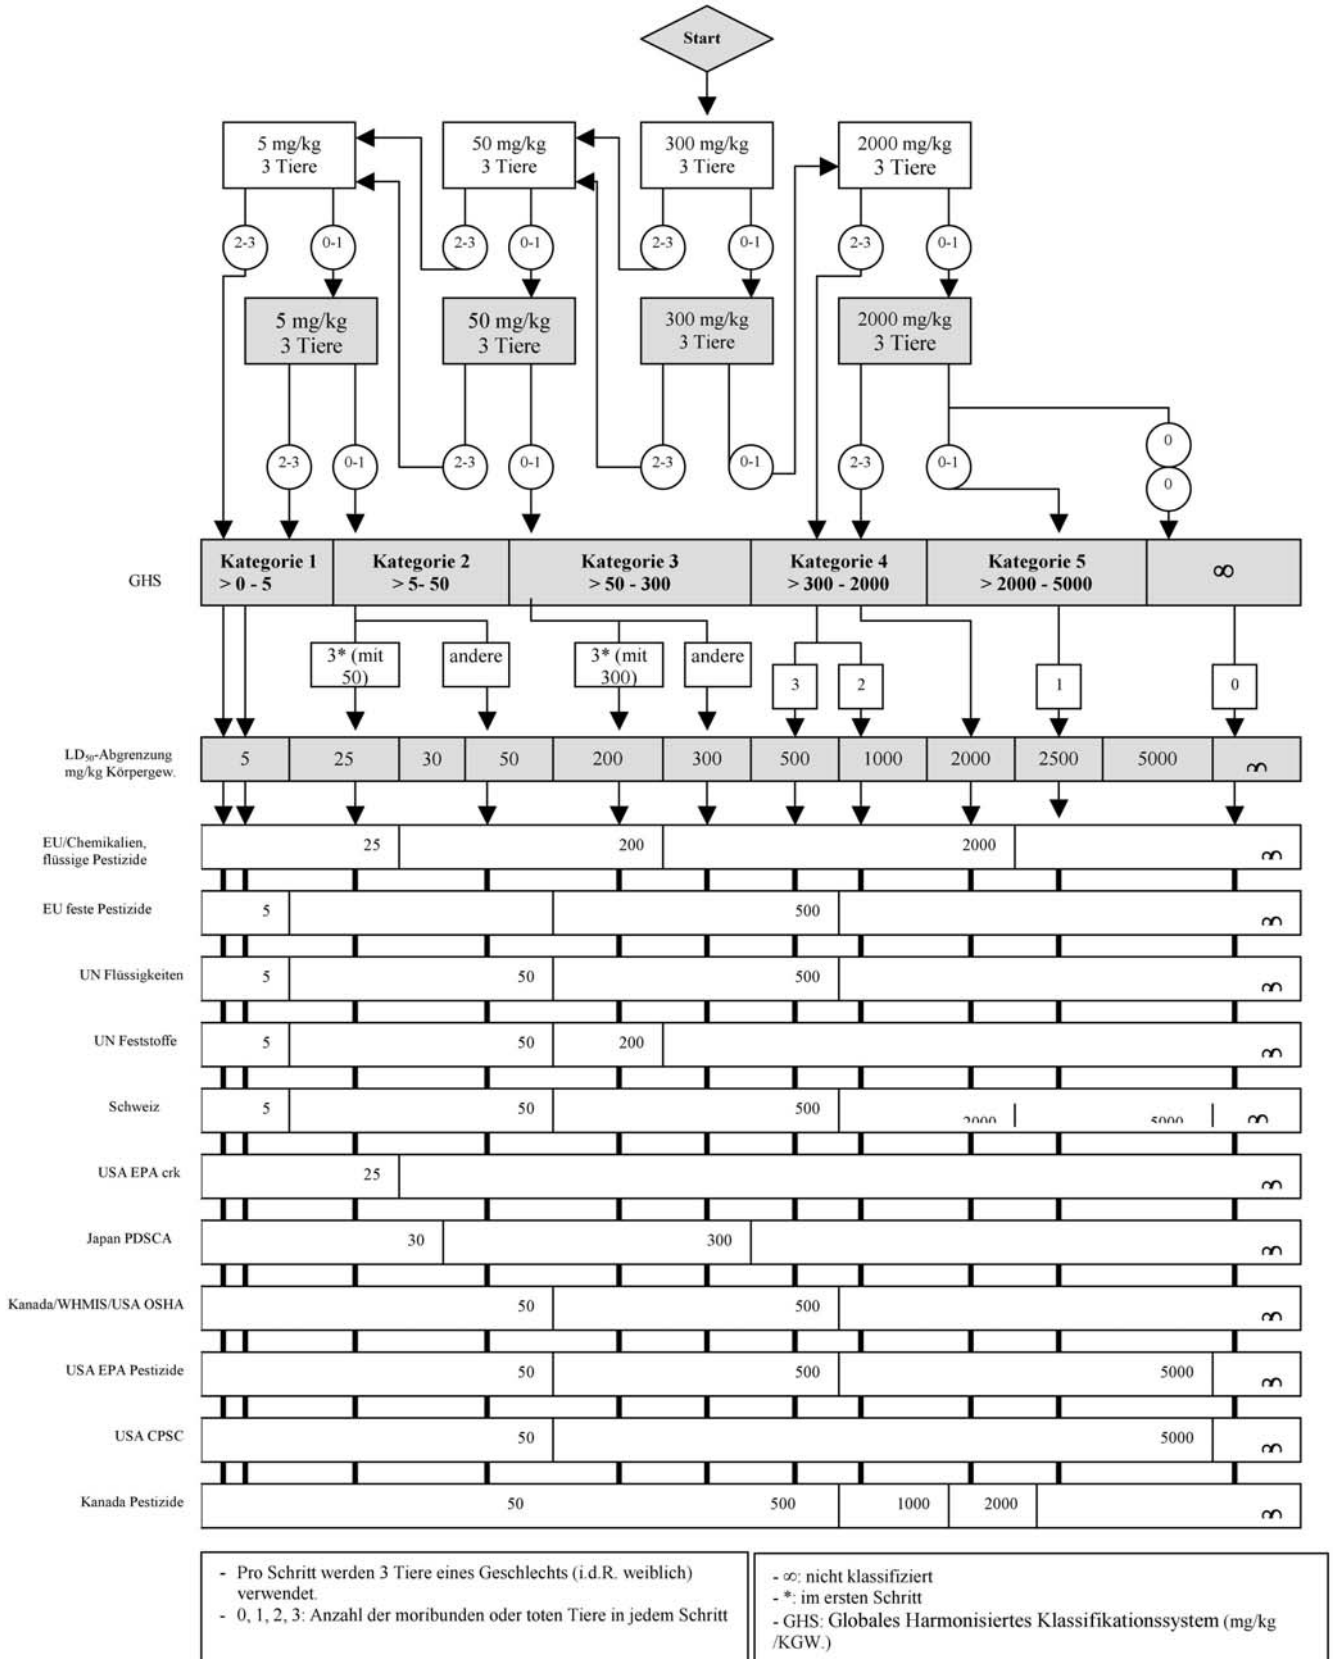 Start
5 mg/kg
3 Tiere
50 mg/kg
3 Tiere
300 mg/kg
3 Tiere
2000 mg/kg
3 Tiere
2-3
0-1
2-3
0-1
2-3
0-1
2-3
0-1
5 mg/kg
3 Tiere
50 mg/kg
3 Tiere
300 mg/kg
3 Tiere
2000 mg/kg
3 Tiere
0
2-3
0-1
2-3
0-1
2-3
0-1
2-3
0-1
0
GHS
Kategorie 1
> 0 - 5
Kategorie 2
> 5- 50
Kategorie 3
> 50 - 300
Kategorie 4
> 300 - 2000
Kategorie 5
> 2000 - 5000
∞
3* (mit
50)
andere
3* (mit
300)
andere
3
2
1
0
LD₅₀-Abgrenzung
mg/kg Körpergew.
5 25 30 50 200 300 500 1000 2000 2500 5000 ∞
EU/Chemikalien,
flüssige Pestizide
25 200 2000 ∞
EU feste Pestizide 5 500 ∞
UN Flüssigkeiten 5 50 500 ∞
UN Feststoffe 5 50 200 ∞
Schweiz 5 50 500 2000 5000 ∞
USA EPA crk 25 ∞
Japan PDSCA 30 300 ∞
Kanada/WHMIS/USA OSHA 50 500 ∞
USA EPA Pestizide 50 500 5000 ∞
USA CPSC 50 5000 ∞
Kanada Pestizide 50 500 1000 2000 ∞
- Pro Schritt werden 3 Tiere eines Geschlechts (i.d.R. weiblich)
verwendet.
- 0, 1, 2, 3: Anzahl der moribunden oder toten Tiere in jedem Schritt
- ∞: nicht klassifiziert
- *: im ersten Schritt
- GHS: Globales Harmonisiertes Klassifikationssystem (mg/kg
/KGW.)